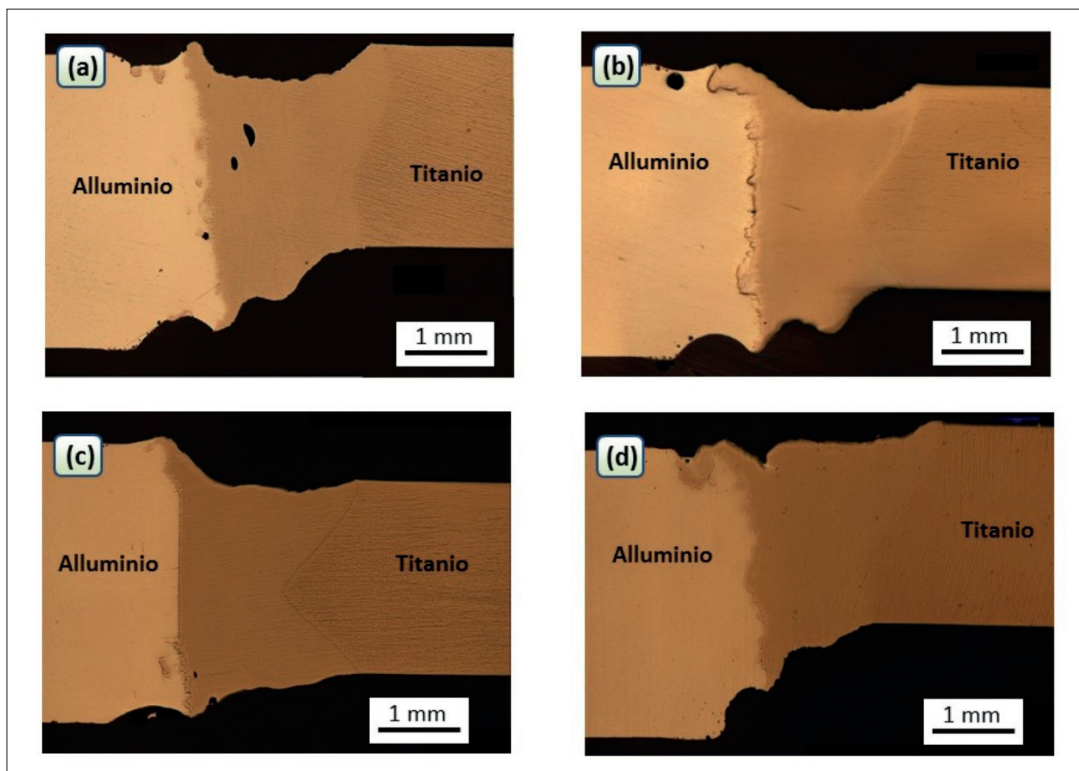 (a)
Alluminio
Titanio
1 mm
(b)
Alluminio
Titanio
1 mm
(c)
Alluminio
Titanio
1 mm
(d)
Alluminio
Titanio
1 mm